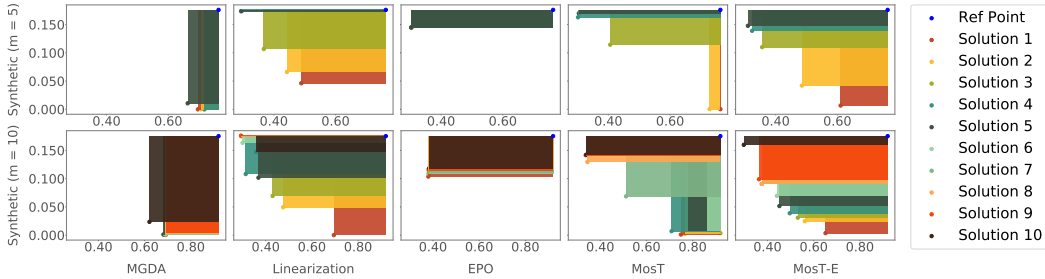 Synthetic (m = 5)
0.150
0.100
0.050
0.000
0.40 0.60
0.40 0.60
0.40 0.60
0.40 0.60
0.40 0.60
Synthetic (m = 10)
0.150
0.100
0.050
0.000
0.40 0.60 0.80
0.40 0.60 0.80
0.40 0.60 0.80
0.40 0.60 0.80
0.40 0.60 0.80
MGDA
Linearization
EPO
MosT
MosT-E
Ref Point
Solution 1
Solution 2
Solution 3
Solution 4
Solution 5
Solution 6
Solution 7
Solution 8
Solution 9
Solution 10